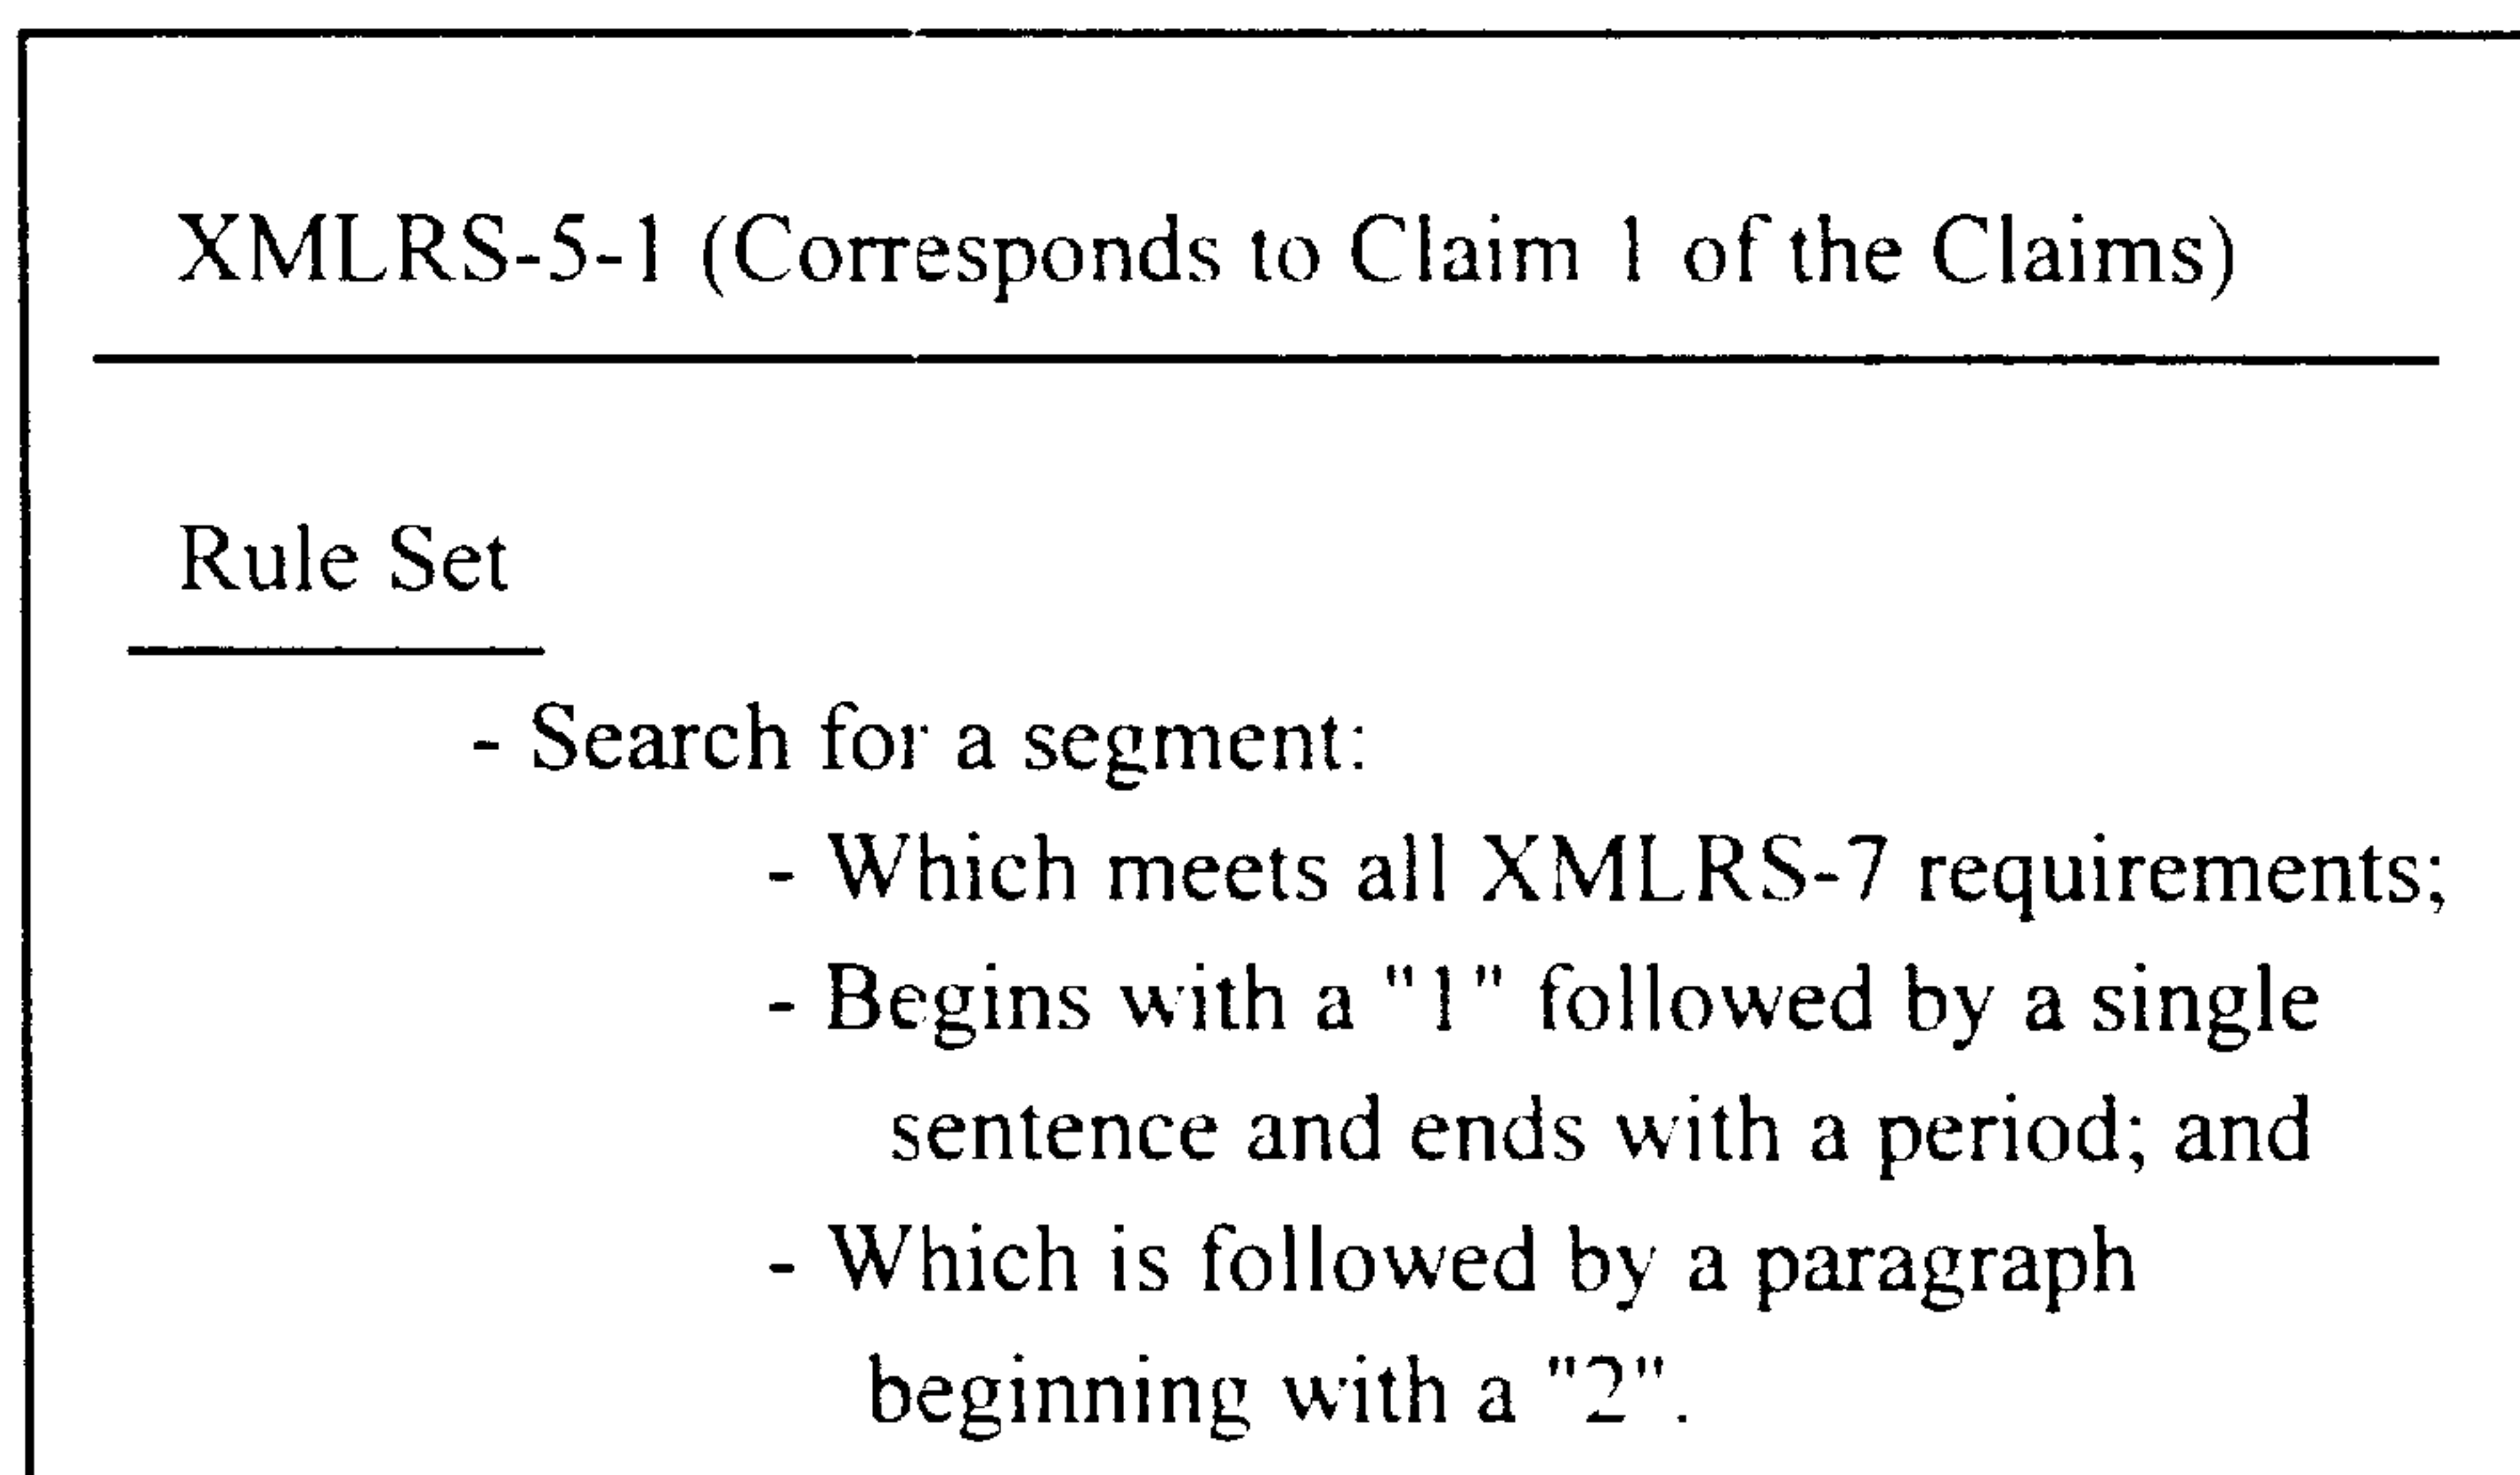 XMLRS-5-1 (Corresponds to Claim 1 of the Claims)
Rule Set
- Search for a segment:
- Which meets all XMLRS-7 requirements;
- Begins with a "1" followed by a single
sentence and ends with a period; and
- Which is followed by a paragraph
beginning with a "2".